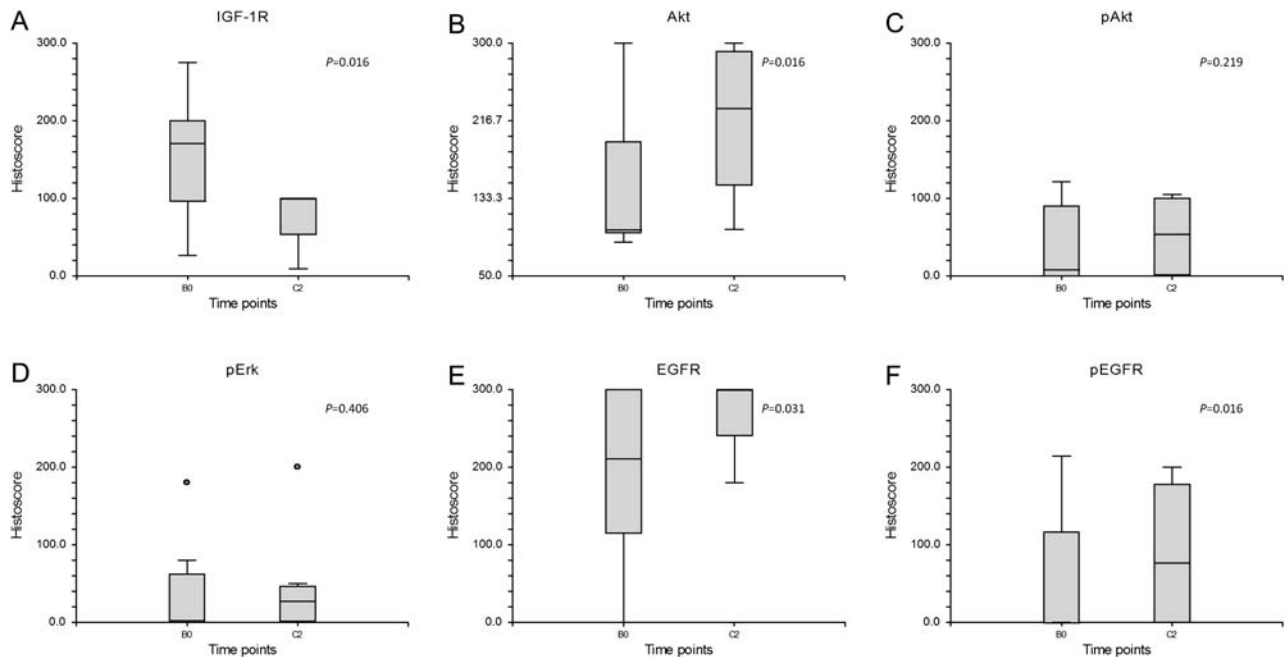 A
IGF-1R
300.0
200.0
100.0
0.0
Histoscore
P=0.016
B0
C2
Time points
B
Akt
300.0
216.7
133.3
50.0
Histoscore
P=0.016
B0
C2
Time points
C
pAkt
300.0
200.0
100.0
0.0
Histoscore
P=0.219
B0
C2
Time points
D
pErk
300.0
200.0
100.0
0.0
Histoscore
P=0.406
B0
C2
Time points
E
EGFR
300.0
200.0
100.0
0.0
Histoscore
P=0.031
B0
C2
Time points
F
pEGFR
300.0
200.0
100.0
0.0
Histoscore
P=0.016
B0
C2
Time points